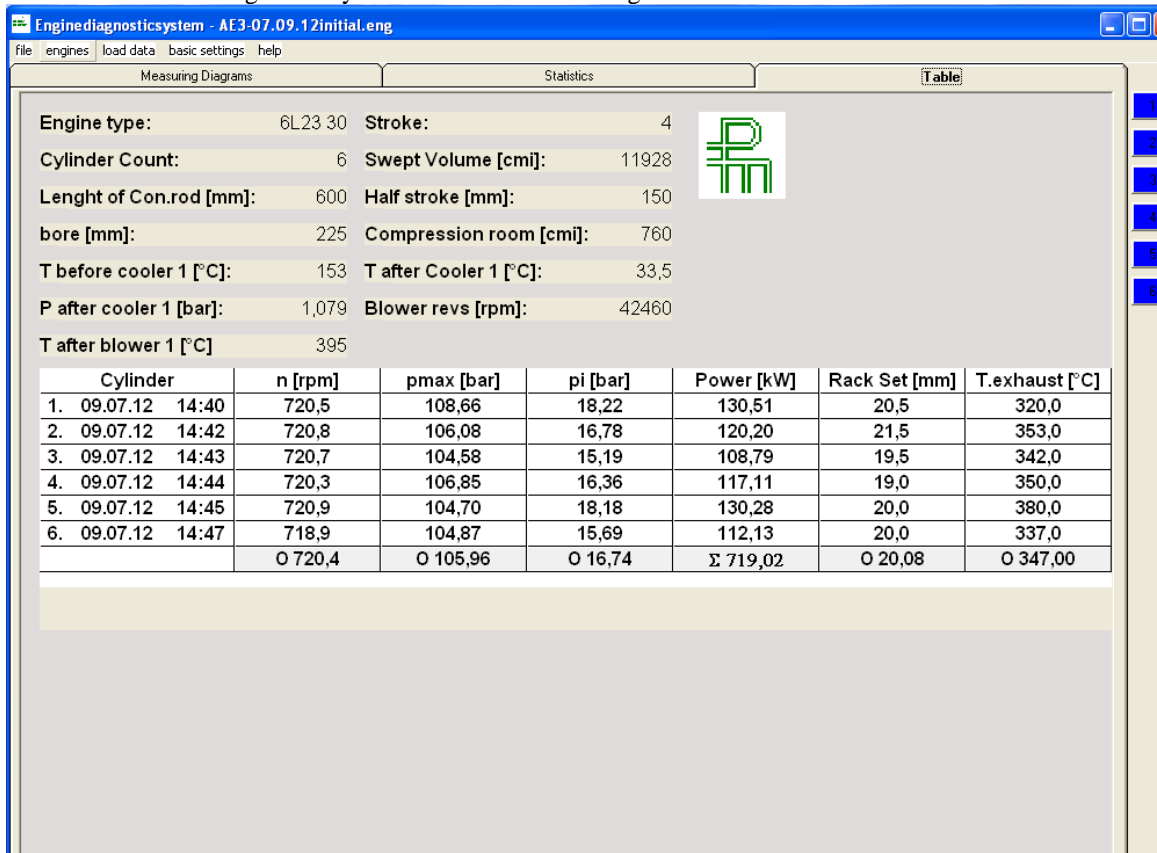 Enginediagnosticsystem - AE3-07.09.12initial.eng
file engines load data basic settings help
Measuring Diagrams Statistics Table
Engine type: 6L23 30 Stroke: 4
Cylinder Count: 6 Swept Volume [cmi]: 11928
Lenght of Con.rod [mm]: 600 Half stroke [mm]: 150
bore [mm]: 225 Compression room [cmi]: 760
T before cooler 1 [°C]: 153 T after Cooler 1 [°C]: 33,5
P after cooler 1 [bar]: 1,079 Blower revs [rpm]: 42460
T after blower 1 [°C] 395
Cylinder n [rpm] pmax [bar] pi [bar] Power [kW] Rack Set [mm] T.exhaust [°C]
1. 09.07.12 14:40 720,5 108,66 18,22 130,51 20,5 320,0
2. 09.07.12 14:42 720,8 106,08 16,78 120,20 21,5 353,0
3. 09.07.12 14:43 720,7 104,58 15,19 108,79 19,5 342,0
4. 09.07.12 14:44 720,3 106,85 16,36 117,11 19,0 350,0
5. 09.07.12 14:45 720,9 104,70 18,18 130,28 20,0 380,0
6. 09.07.12 14:47 718,9 104,87 15,69 112,13 20,0 337,0
O 720,4 O 105,96 O 16,74 Σ 719,02 O 20,08 O 347,00
1
2
3
4
5
6